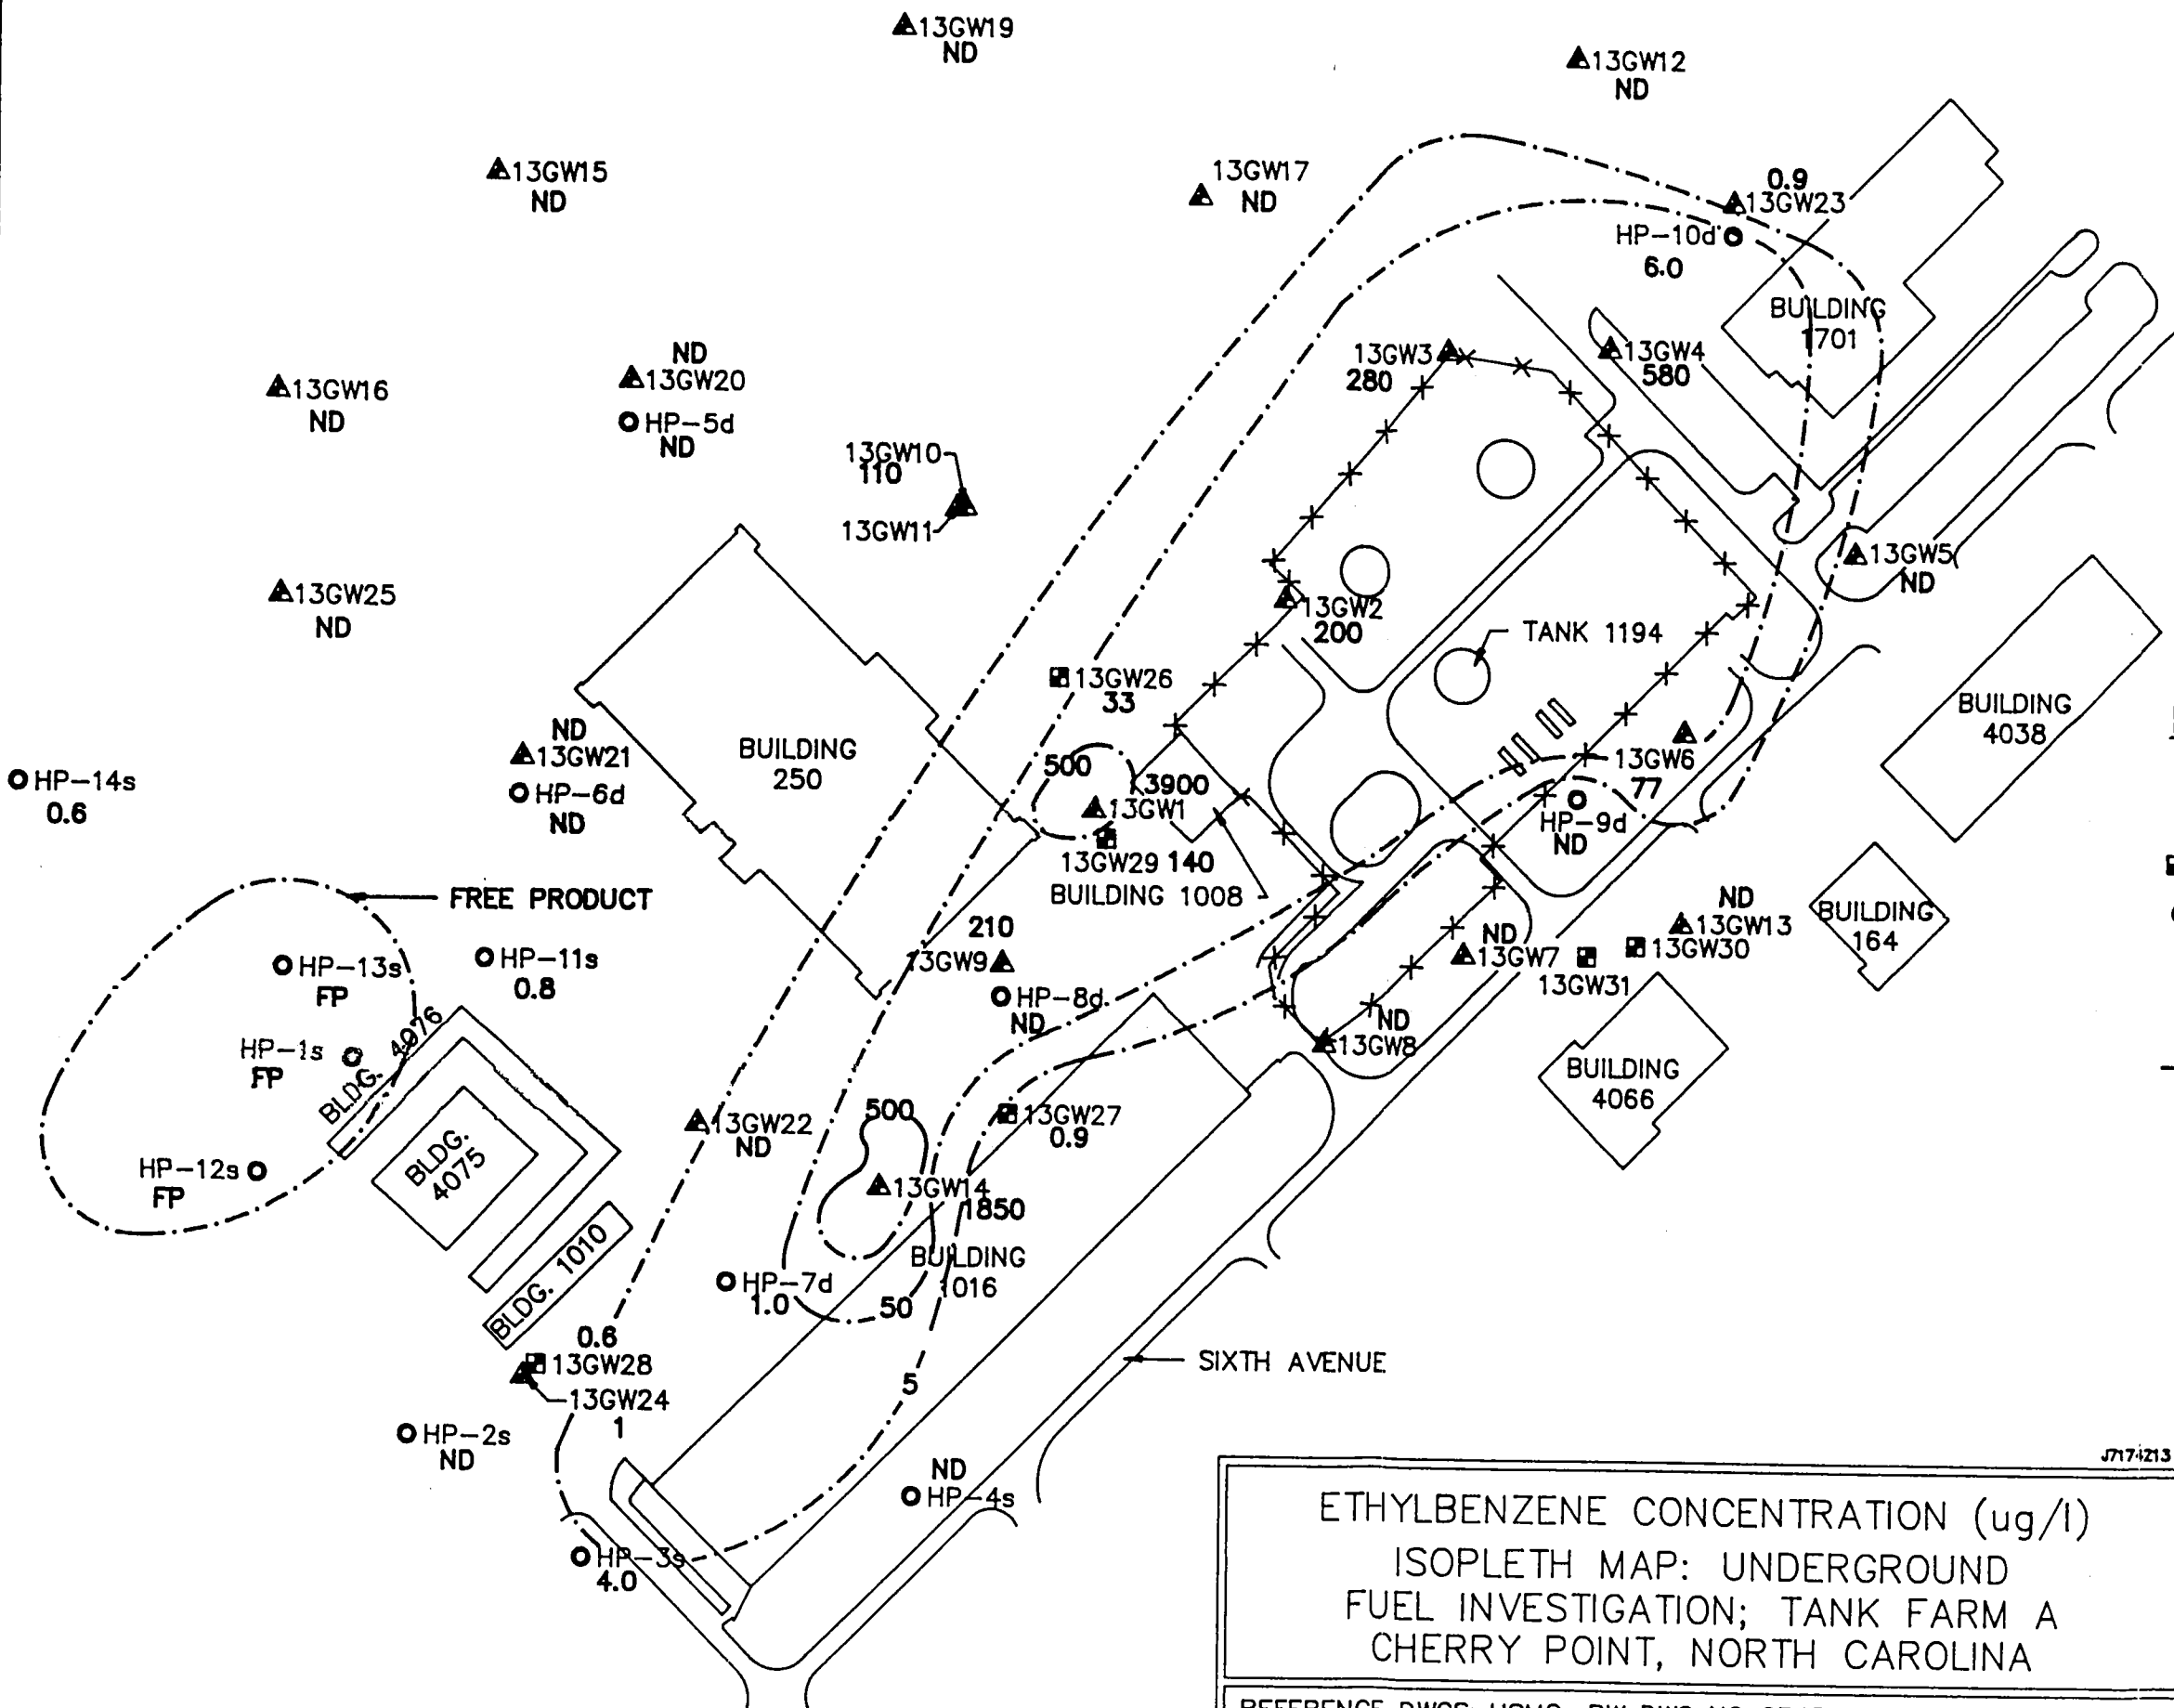 13GW19
ND
13GW12
ND
13GW15
ND
13GW17
ND
0.9
13GW23
HP-10d
6.0
BUILDING
1701
ND
13GW20
HP-5d
ND
13GW16
ND
13GW3
280
13GW4
580
13GW10
110
13GW11
13GW5
ND
13GW25
ND
13GW2
200
TANK 1194
13GW26
33
BUILDING
4038
ND
13GW21
HP-6d
ND
BUILDING
250
HP-14s
0.6
500
3900
13GW1
13GW29 140
BUILDING 1008
13GW6
77
HP-9d
ND
FREE PRODUCT
210
13GW9
HP-8d
ND
ND
13GW7
ND
13GW13
13GW30
13GW31
BUILDING
164
HP-13s
FP
HP-11s
0.8
HP-1s
FP
BLDG. 4076
ND
13GW8
BUILDING
4066
HP-12s
FP
BLDG.
4075
13GW22
ND
500
13GW27
0.9
13GW14
1850
BLDG. 1010
BUILDING
1016
HP-7d
1.0
50
0.6
13GW28
13GW24
1
5
SIXTH AVENUE
HP-2s
ND
ND
HP-4s
HP-3s
4.0
ETHYLBENZENE CONCENTRATION (ug/l)
ISOPLETH MAP: UNDERGROUND
FUEL INVESTIGATION; TANK FARM A
CHERRY POINT, NORTH CAROLINA